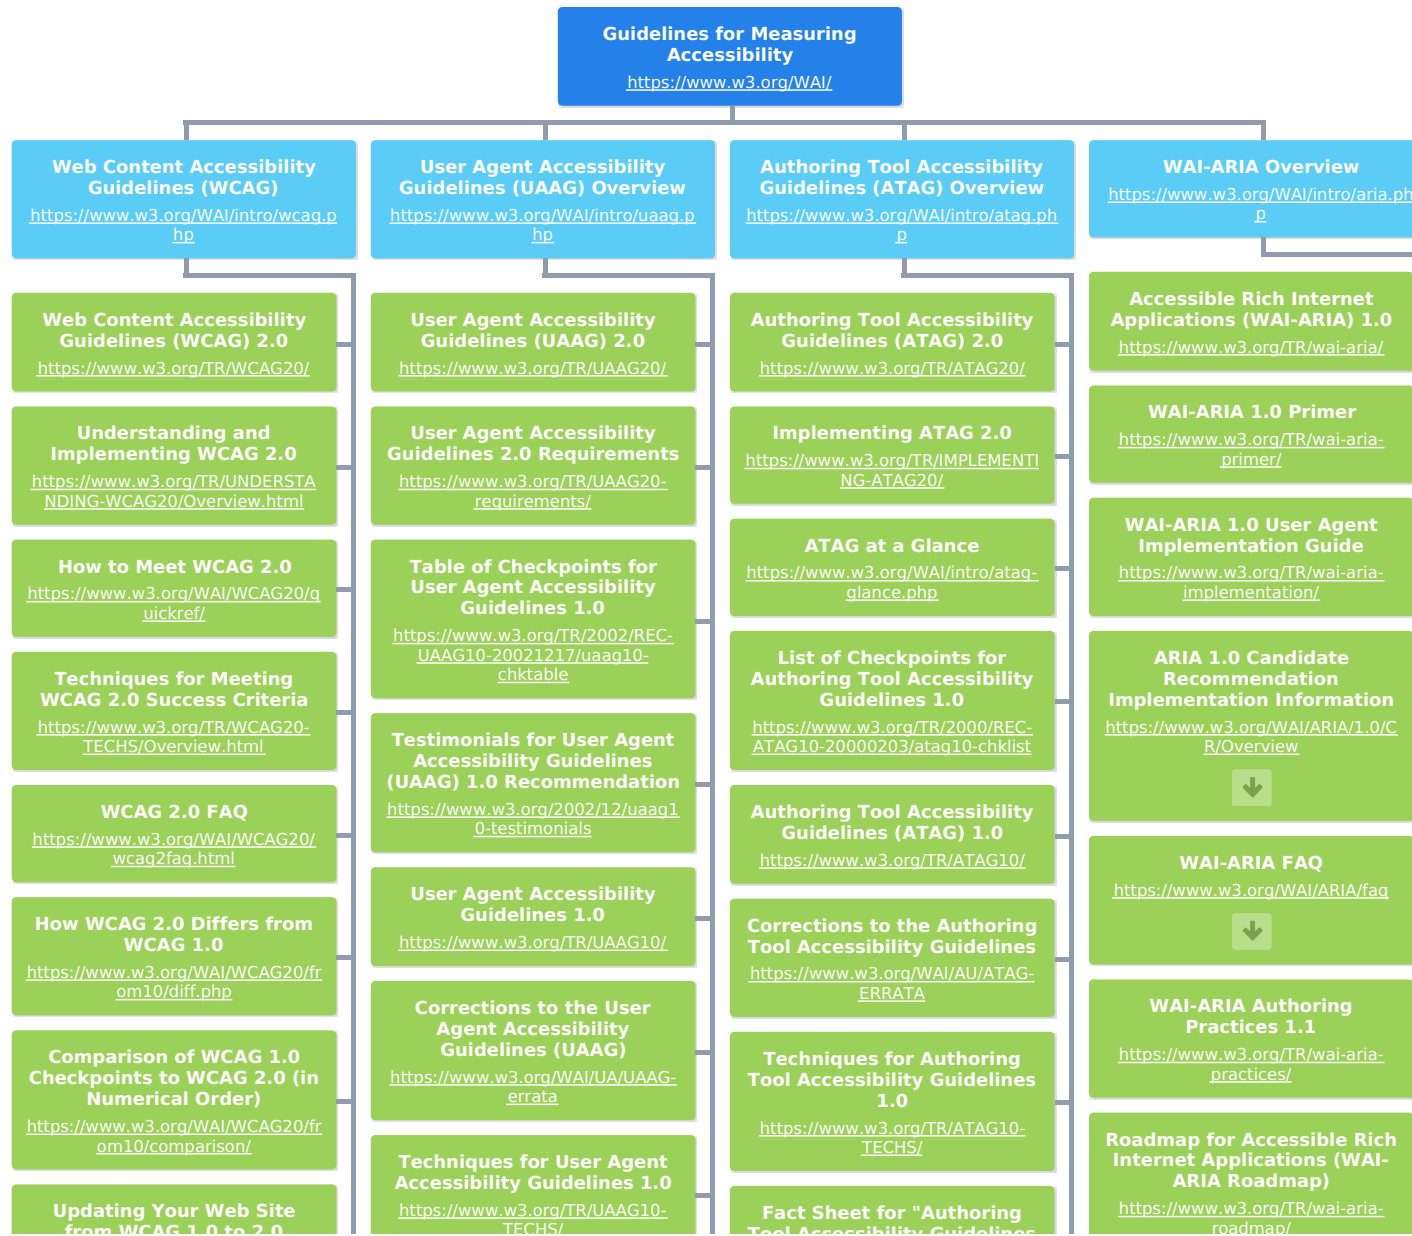 Guidelines for Measuring
Accessibility
https://www.w3.org/WAI/
Web Content Accessibility
Guidelines (WCAG)
https://www.w3.org/WAI/intro/wcag.p
hp
Web Content Accessibility
Guidelines (WCAG) 2.0
https://www.w3.org/TR/WCAG20/
Understanding and
Implementing WCAG 2.0
https://www.w3.org/TR/UNDERSTA
NDING-WCAG20/Overview.html
How to Meet WCAG 2.0
https://www.w3.org/WAI/WCAG20/q
uickref/
Techniques for Meeting
WCAG 2.0 Success Criteria
https://www.w3.org/TR/WCAG20-
TECHS/Overview.html
WCAG 2.0 FAQ
https://www.w3.org/WAI/WCAG20/
wcag2faq.html
How WCAG 2.0 Differs from
WCAG 1.0
https://www.w3.org/WAI/WCAG20/fr
om10/diff.php
Comparison of WCAG 1.0
Checkpoints to WCAG 2.0 (in
Numerical Order)
https://www.w3.org/WAI/WCAG20/fr
om10/comparison/
Updating Your Web Site
from WCAG 1.0 to 2.0
User Agent Accessibility
Guidelines (UAAG) Overview
https://www.w3.org/WAI/intro/uaag.p
hp
User Agent Accessibility
Guidelines (UAAG) 2.0
https://www.w3.org/TR/UAAG20/
User Agent Accessibility
Guidelines 2.0 Requirements
https://www.w3.org/TR/UAAG20-
requirements/
Table of Checkpoints for
User Agent Accessibility
Guidelines 1.0
https://www.w3.org/TR/2002/REC-
UAAG10-20021217/uaag10-
chktable
Testimonials for User Agent
Accessibility Guidelines
(UAAG) 1.0 Recommendation
https://www.w3.org/2002/12/uaag1
0-testimonials
User Agent Accessibility
Guidelines 1.0
https://www.w3.org/TR/UAAG10/
Corrections to the User
Agent Accessibility
Guidelines (UAAG)
https://www.w3.org/WAI/UA/UAAG-
errata
Techniques for User Agent
Accessibility Guidelines 1.0
https://www.w3.org/TR/UAAG10-
TECHS/
Authoring Tool Accessibility
Guidelines (ATAG) Overview
https://www.w3.org/WAI/intro/atag.ph
p
Authoring Tool Accessibility
Guidelines (ATAG) 2.0
https://www.w3.org/TR/ATAG20/
Implementing ATAG 2.0
https://www.w3.org/TR/IMPLEMENTI
NG-ATAG20/
ATAG at a Glance
https://www.w3.org/WAI/intro/atag-
glance.php
List of Checkpoints for
Authoring Tool Accessibility
Guidelines 1.0
https://www.w3.org/TR/2000/REC-
ATAG10-20000203/atag10-chklist
Authoring Tool Accessibility
Guidelines (ATAG) 1.0
https://www.w3.org/TR/ATAG10/
Corrections to the Authoring
Tool Accessibility Guidelines
https://www.w3.org/WAI/AU/ATAG-
ERRATA
Techniques for Authoring
Tool Accessibility Guidelines
1.0
https://www.w3.org/TR/ATAG10-
TECHS/
Fact Sheet for "Authoring
Tool Accessibility Guidelines
WAI-ARIA Overview
https://www.w3.org/WAI/intro/aria.ph
p
Accessible Rich Internet
Applications (WAI-ARIA) 1.0
https://www.w3.org/TR/wai-aria/
WAI-ARIA 1.0 Primer
https://www.w3.org/TR/wai-aria-
primer/
WAI-ARIA 1.0 User Agent
Implementation Guide
https://www.w3.org/TR/wai-aria-
implementation/
ARIA 1.0 Candidate
Recommendation
Implementation Information
https://www.w3.org/WAI/ARIA/1.0/C
R/Overview
WAI-ARIA FAQ
https://www.w3.org/WAI/ARIA/faq
WAI-ARIA Authoring
Practices 1.1
https://www.w3.org/TR/wai-aria-
practices/
Roadmap for Accessible Rich
Internet Applications (WAI-
ARIA Roadmap)
https://www.w3.org/TR/wai-aria-
roadmap/